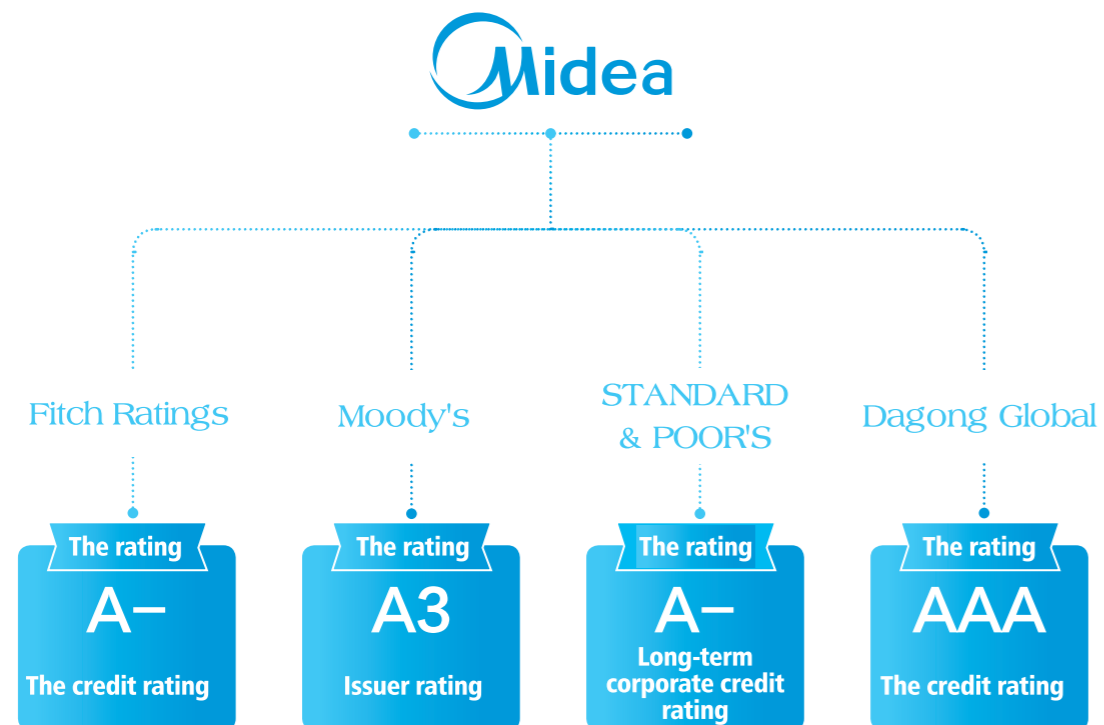 Midea
Fitch Ratings
Moody's
STANDARD
& POOR'S
Dagong Global
The rating
A−
The credit rating
The rating
A3
Issuer rating
The rating
A−
Long-term
corporate credit
rating
The rating
AAA
The credit rating